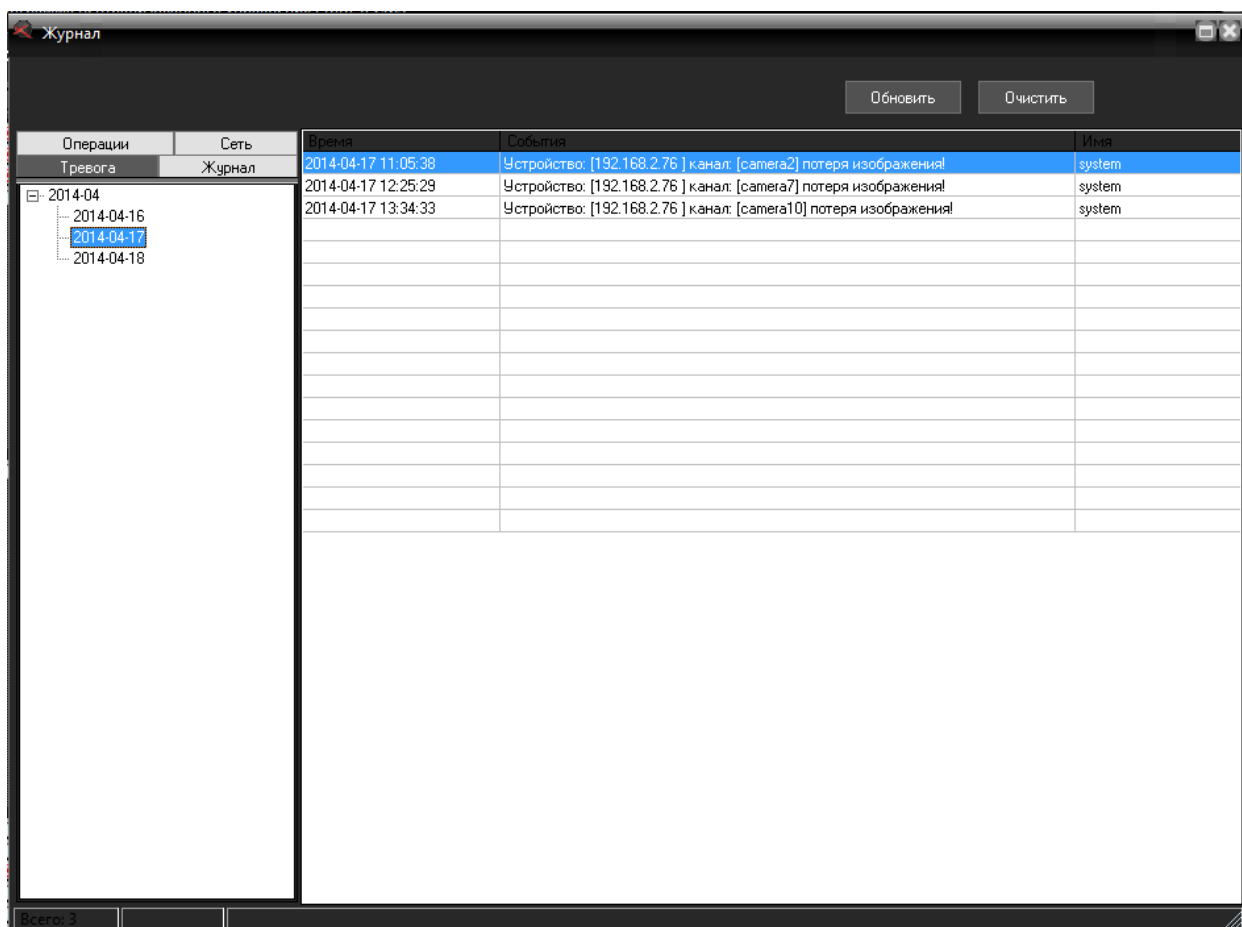 Журнал
Обновить Очистить
Операции Сеть
Тревога Журнал
2014-04
2014-04-16
2014-04-17
2014-04-18
Время События Имя
2014-04-17 11:05:38 Устройство: [192.168.2.76 ] канал: [camera2] потеря изображения! system
2014-04-17 12:25:29 Устройство: [192.168.2.76 ] канал: [camera7] потеря изображения! system
2014-04-17 13:34:33 Устройство: [192.168.2.76 ] канал: [camera10] потеря изображения! system
Всего: 3